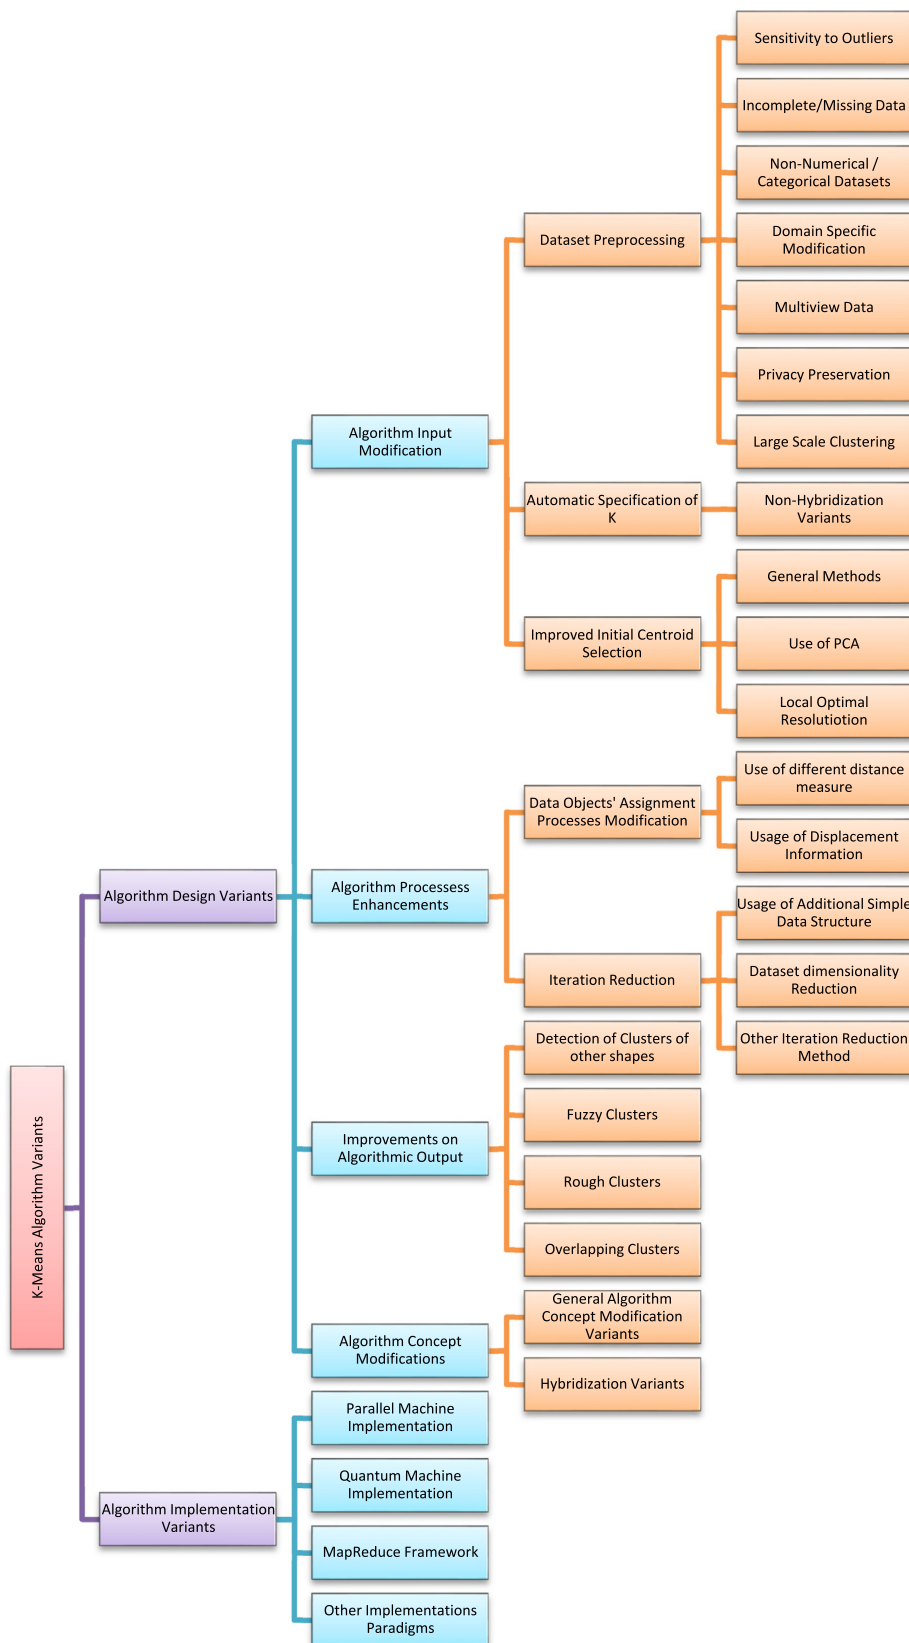 Sensitivity to Outliers
Incomplete/Missing Data
Non-Numerical /
Categorical Datasets
Dataset Preprocessing
Domain Specific
Modification
Multiview Data
Privacy Preservation
Algorithm Input
Modification
Large Scale Clustering
Automatic Specification of
K
Non-Hybridization
Variants
General Methods
Improved Initial Centroid
Selection
Use of PCA
Local Optimal
Resolutiotion
Use of different distance
measure
Data Objects' Assignment
Processes Modification
Usage of Displacement
Information
Algorithm Design Variants
Algorithm Processess
Enhancements
Usage of Additional Simple
Data Structure
Iteration Reduction
Dataset dimensionality
Reduction
Other Iteration Reduction
Method
Detection of Clusters of
other shapes
Fuzzy Clusters
Improvements on
Algorithmic Output
Rough Clusters
Overlapping Clusters
K-Means Algorithm Variants
General Algorithm
Concept Modification
Variants
Algorithm Concept
Modifications
Hybridization Variants
Parallel Machine
Implementation
Quantum Machine
Implementation
Algorithm Implementation
Variants
MapReduce Framework
Other Implementations
Paradigms